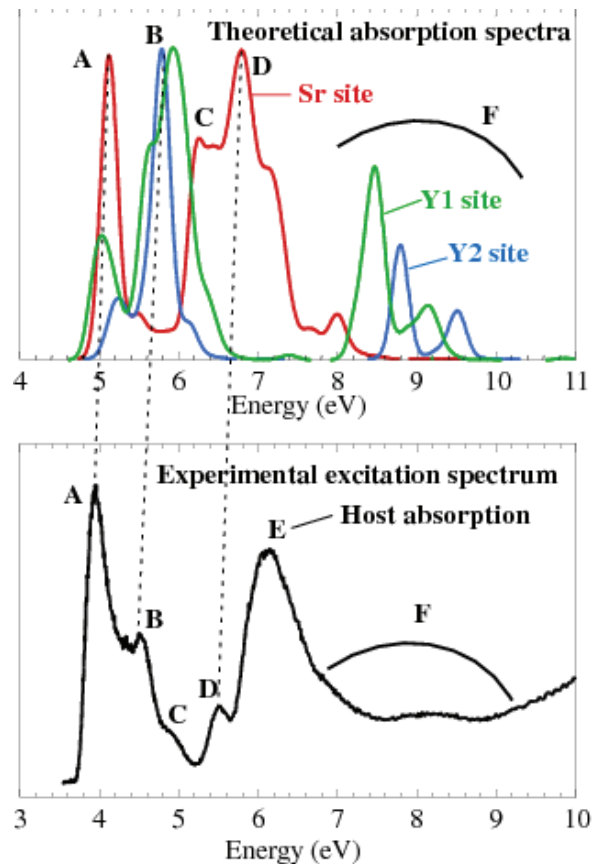 Theoretical absorption spectra
A
B
C
D
Sr site
F
Y1 site
Y2 site
4 5 6 7 8 9 10 11
Energy (eV)
Experimental excitation spectrum
A
B
C
D
E
Host absorption
F
3 4 5 6 7 8 9 10
Energy (eV)